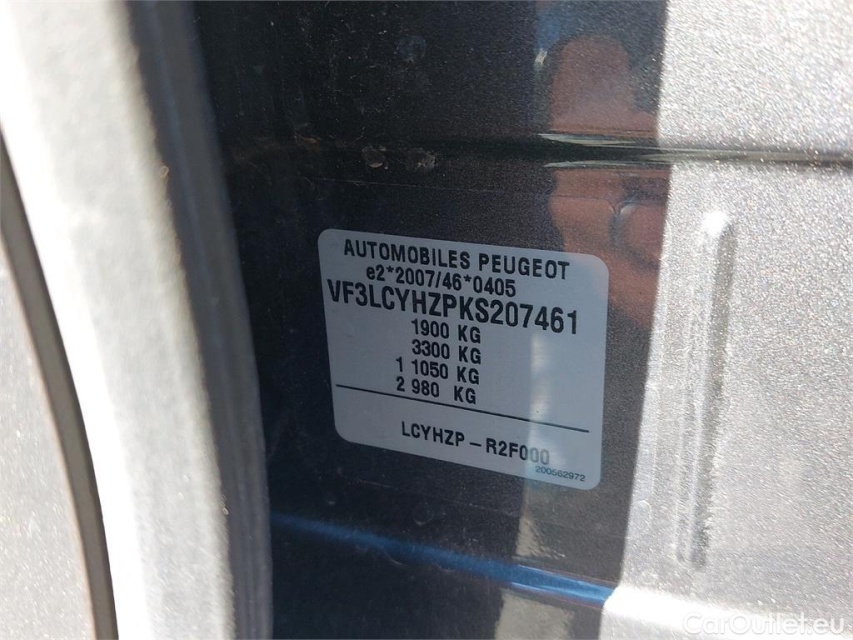 AUTOMOBILES PEUGEOT
e2*2007/46*0405
VF3LCYHZPKS207461
1900 KG
3300 KG
1 1050 KG
2 980 KG
LCYHZP-R2F000
200562972
CarOutlet.eu